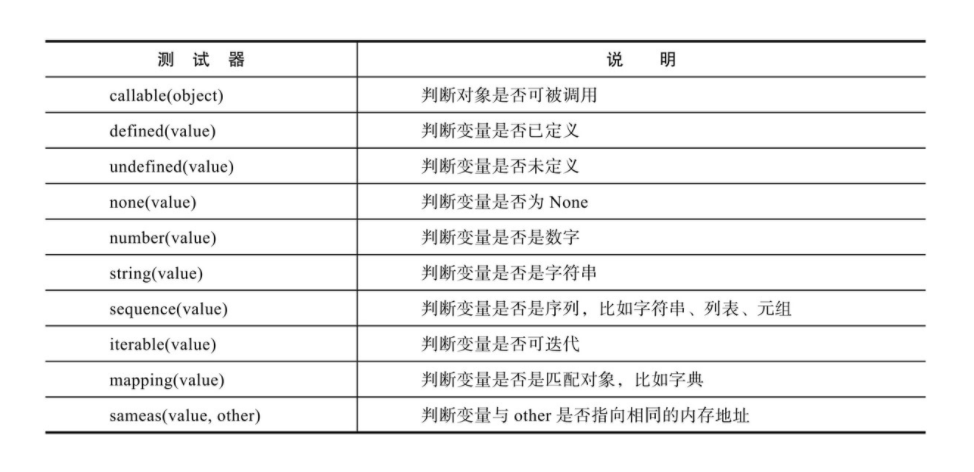 测 试 器 说 明
callable(object) 判断对象是否可被调用
defined(value) 判断变量是否已定义
undefined(value) 判断变量是否未定义
none(value) 判断变量是否为 None
number(value) 判断变量是否是数字
string(value) 判断变量是否是字符串
sequence(value) 判断变量是否是序列，比如字符串、列表、元组
iterable(value) 判断变量是否可迭代
mapping(value) 判断变量是否是匹配对象，比如字典
sameas(value, other) 判断变量与 other 是否指向相同的内存地址